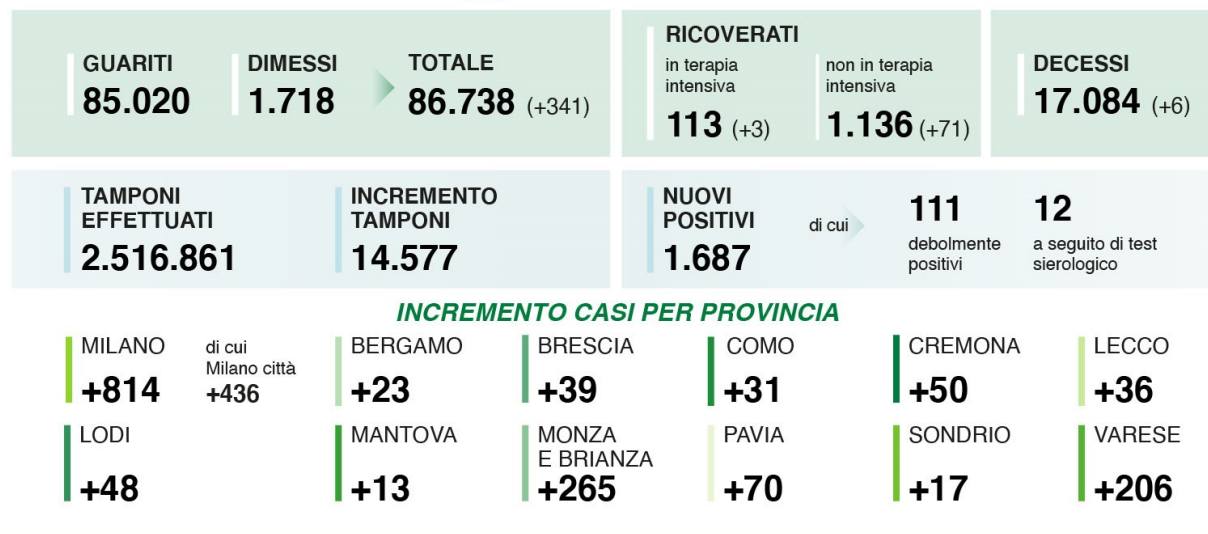 GUARITI
85.020
DIMESSI
1.718
TOTALE
86.738 (+341)
RICOVERATI
in terapia
intensiva
113 (+3)
non in terapia
intensiva
1.136 (+71)
DECESSI
17.084 (+6)
TAMPONI
EFFETTUATI
2.516.861
INCREMENTO
TAMPONI
14.577
NUOVI
POSITIVI
1.687
di cui
111
debolmente
positivi
12
a seguito di test
sierologico
INCREMENTO CASI PER PROVINCIA
MILANO
+814
di cui
Milano città
+436
BERGAMO
+23
BRESCIA
+39
COMO
+31
CREMONA
+50
LECCO
+36
LODI
+48
MANTOVA
+13
MONZA
E BRIANZA
+265
PAVIA
+70
SONDRIO
+17
VARESE
+206